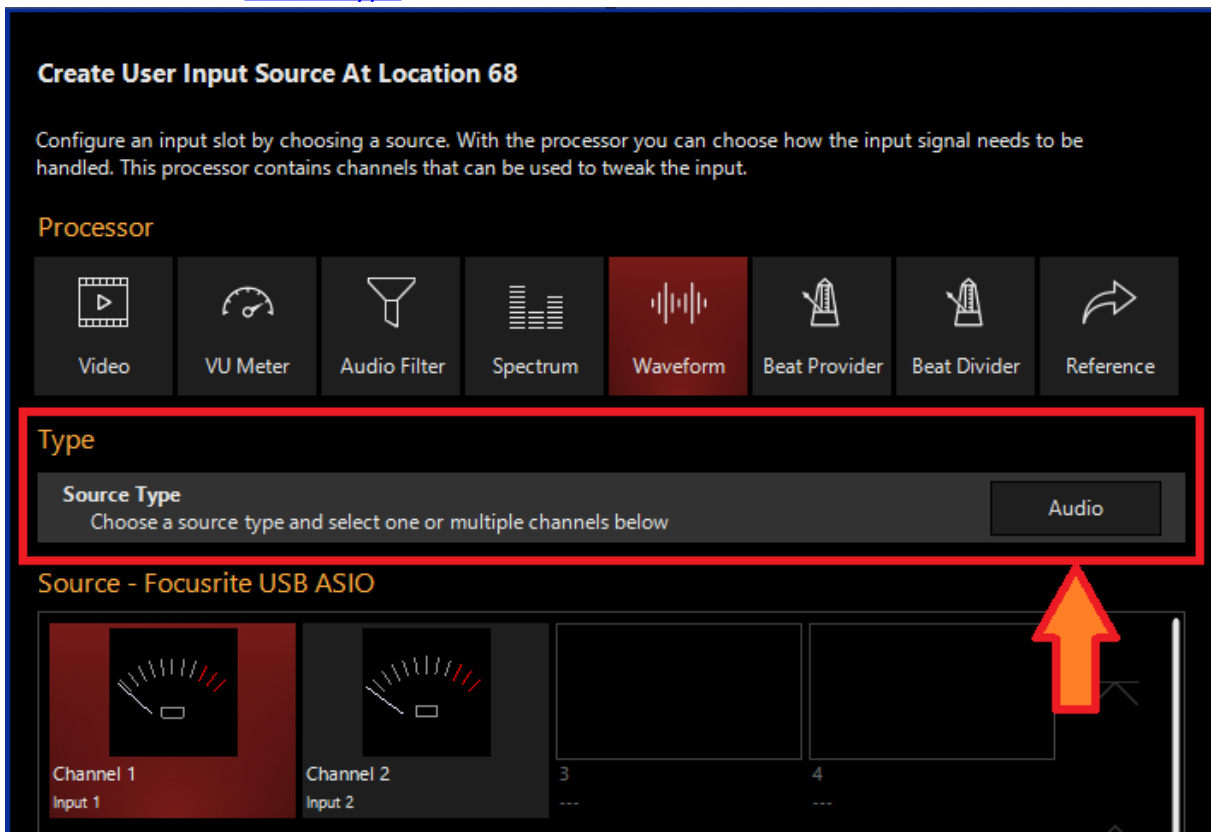 Create User Input Source At Location 68
Configure an input slot by choosing a source. With the processor you can choose how the input signal needs to be
handled. This processor contains channels that can be used to tweak the input.
Processor
Video
VU Meter
Audio Filter
Spectrum
Waveform
Beat Provider
Beat Divider
Reference
Type
Source Type
Choose a source type and select one or multiple channels below
Audio
Source - Focusrite USB ASIO
Channel 1
Input 1
Channel 2
Input 2
3
---
4
---